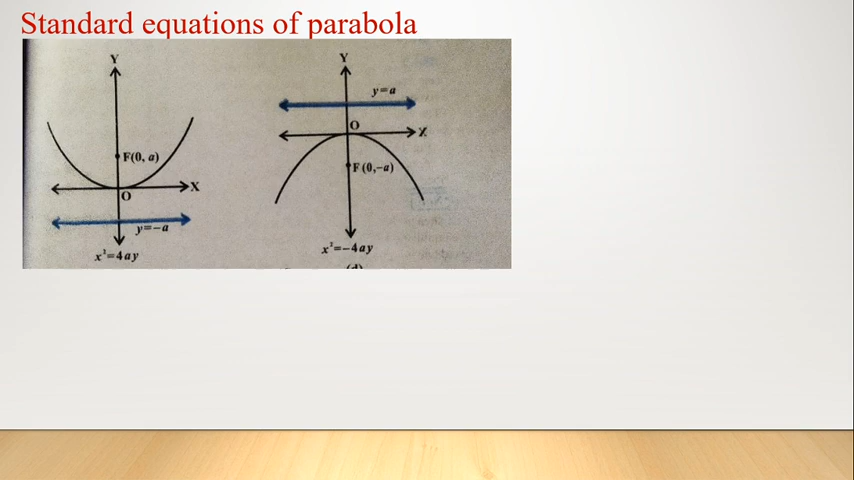 Standard equations of parabola
Y
F(0, a)
X
O
y=-a
x²=4ay
Y
y=a
O
X
F(0,-a)
x²=-4ay
(d)